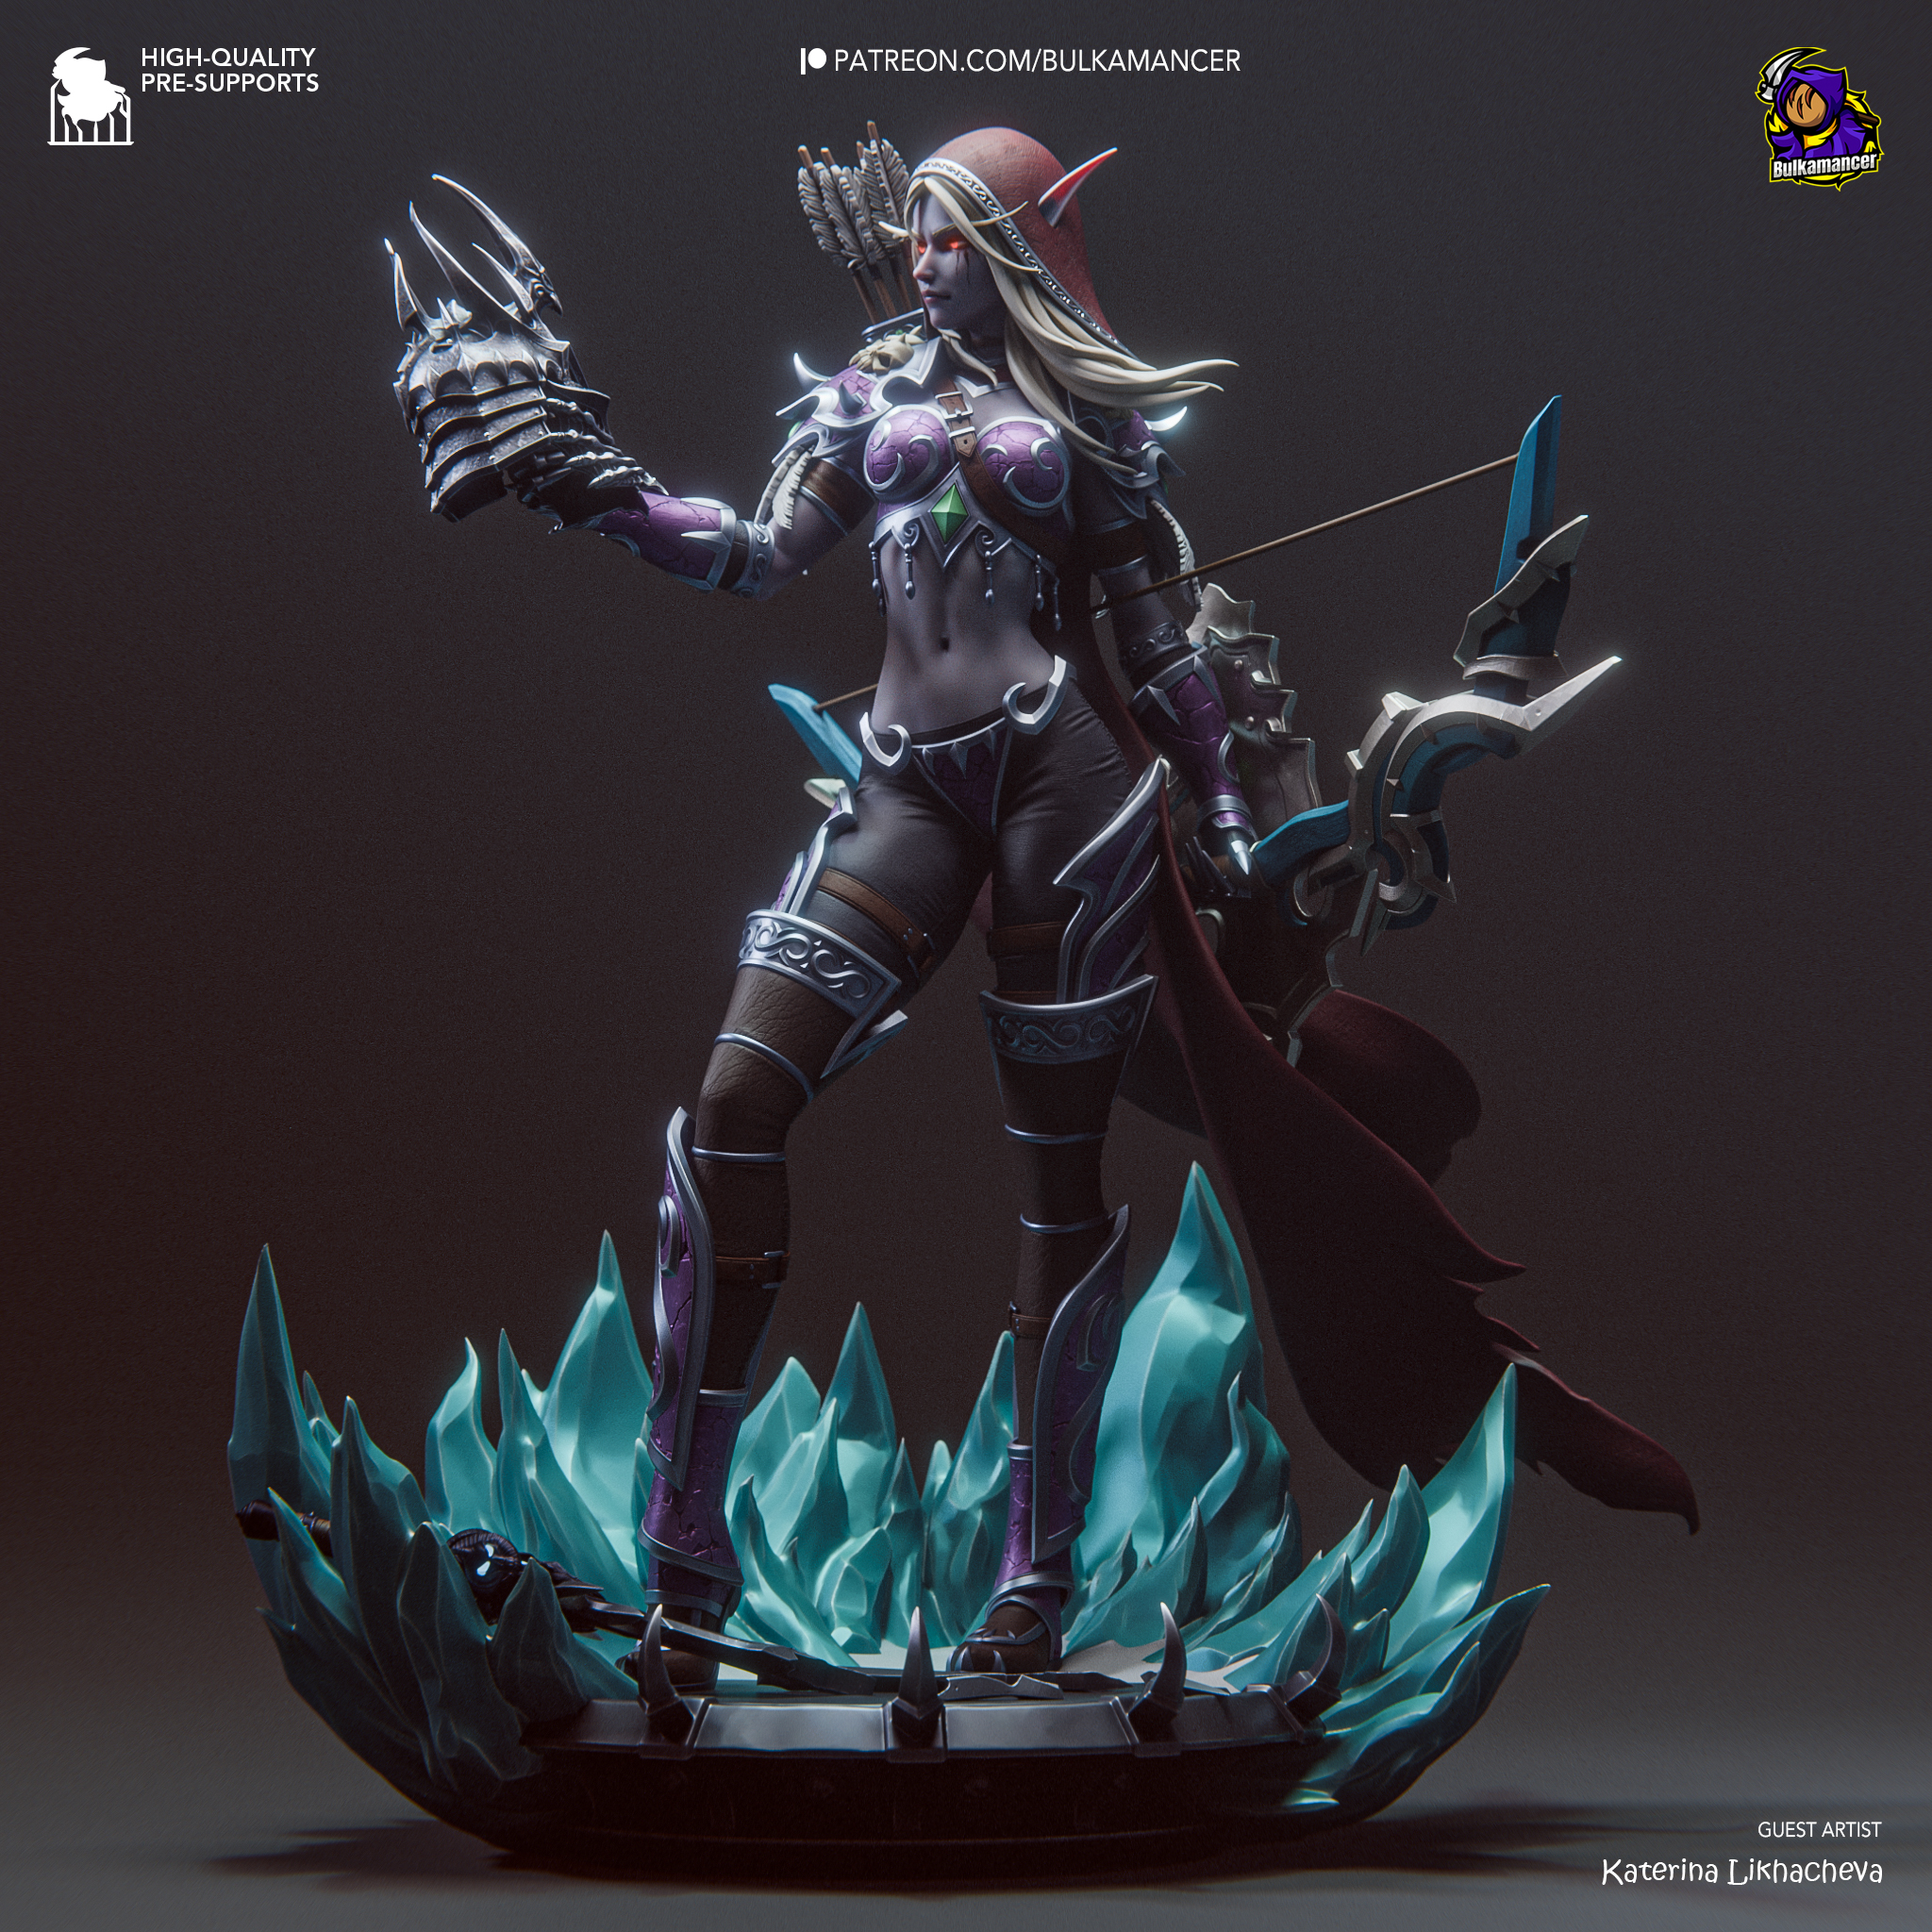 HIGH-QUALITY
PRE-SUPPORTS
PATREON.COM/BULKAMANCER
Bulkamancer
GUEST ARTIST
Katerina Likhacheva